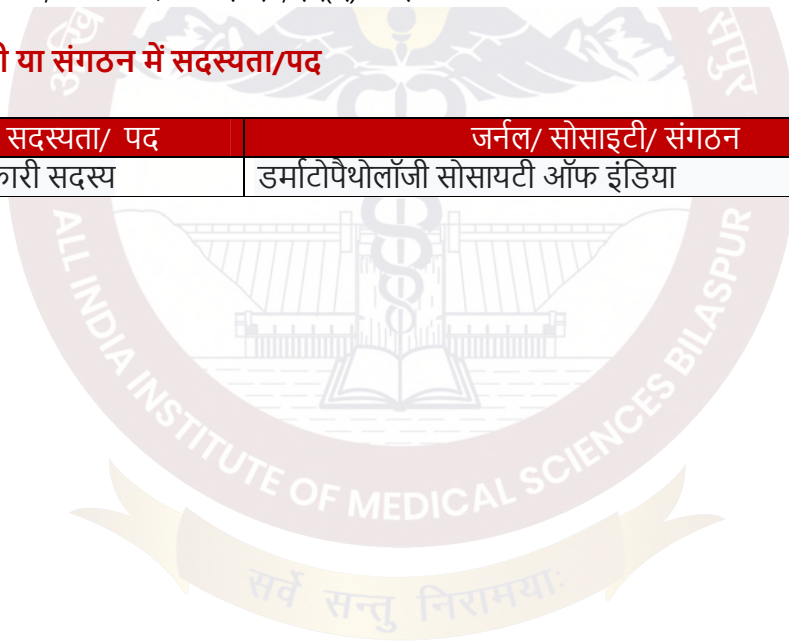 ी या संगठन में सदस्यता/पद
सदस्यता/ पद जर्नल/ सोसाइटी/ संगठन
कारी सदस्य डर्माटोपैथोलॉजी सोसायटी ऑफ इंडिया
ALL INDIA INSTITUTE OF MEDICAL SCIENCES BILASPUR
सर्वे सन्तु निरामयाः